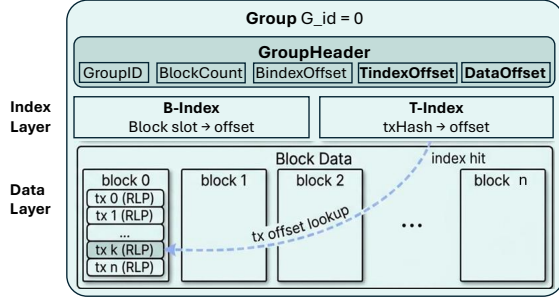 Group G_id = 0
GroupHeader
GroupID BlockCount BindexOffset TindexOffset DataOffset
Index
Layer
B-Index
Block slot → offset
T-Index
txHash → offset
Data
Layer
Block Data
index hit
block 0
tx 0 (RLP)
tx 1 (RLP)
...
tx k (RLP)
tx n (RLP)
block 1
block 2
tx offset lookup
...
block n